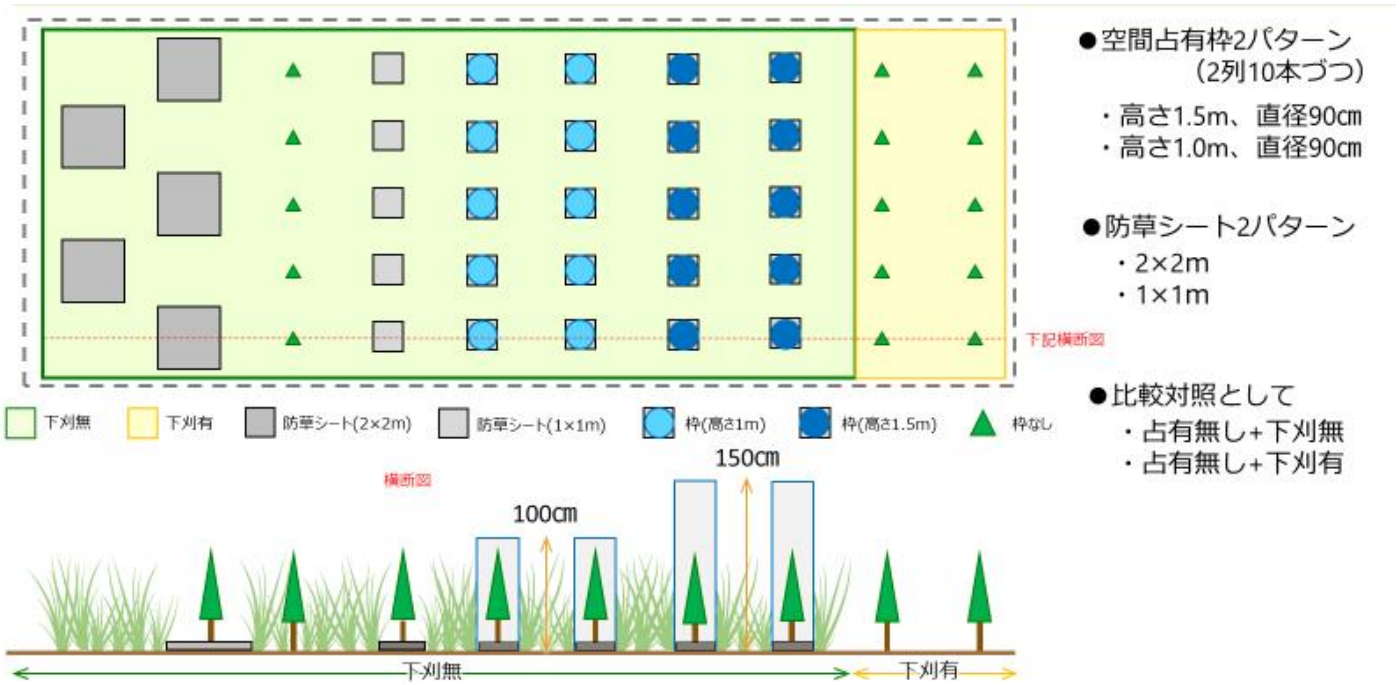 ●空間占有枠2パターン
(2列10本づつ)
・高さ1.5m、直径90㎝
・高さ1.0m、直径90㎝
●防草シート2パターン
・2×2m
・1×1m
下記横断図
●比較対照として
・占有無し+下刈無
・占有無し+下刈有
下刈無
下刈有
防草シート(2×2m)
防草シート(1×1m)
枠(高さ1m)
枠(高さ1.5m)
枠なし
横断図
100㎝
150㎝
下刈無
下刈有